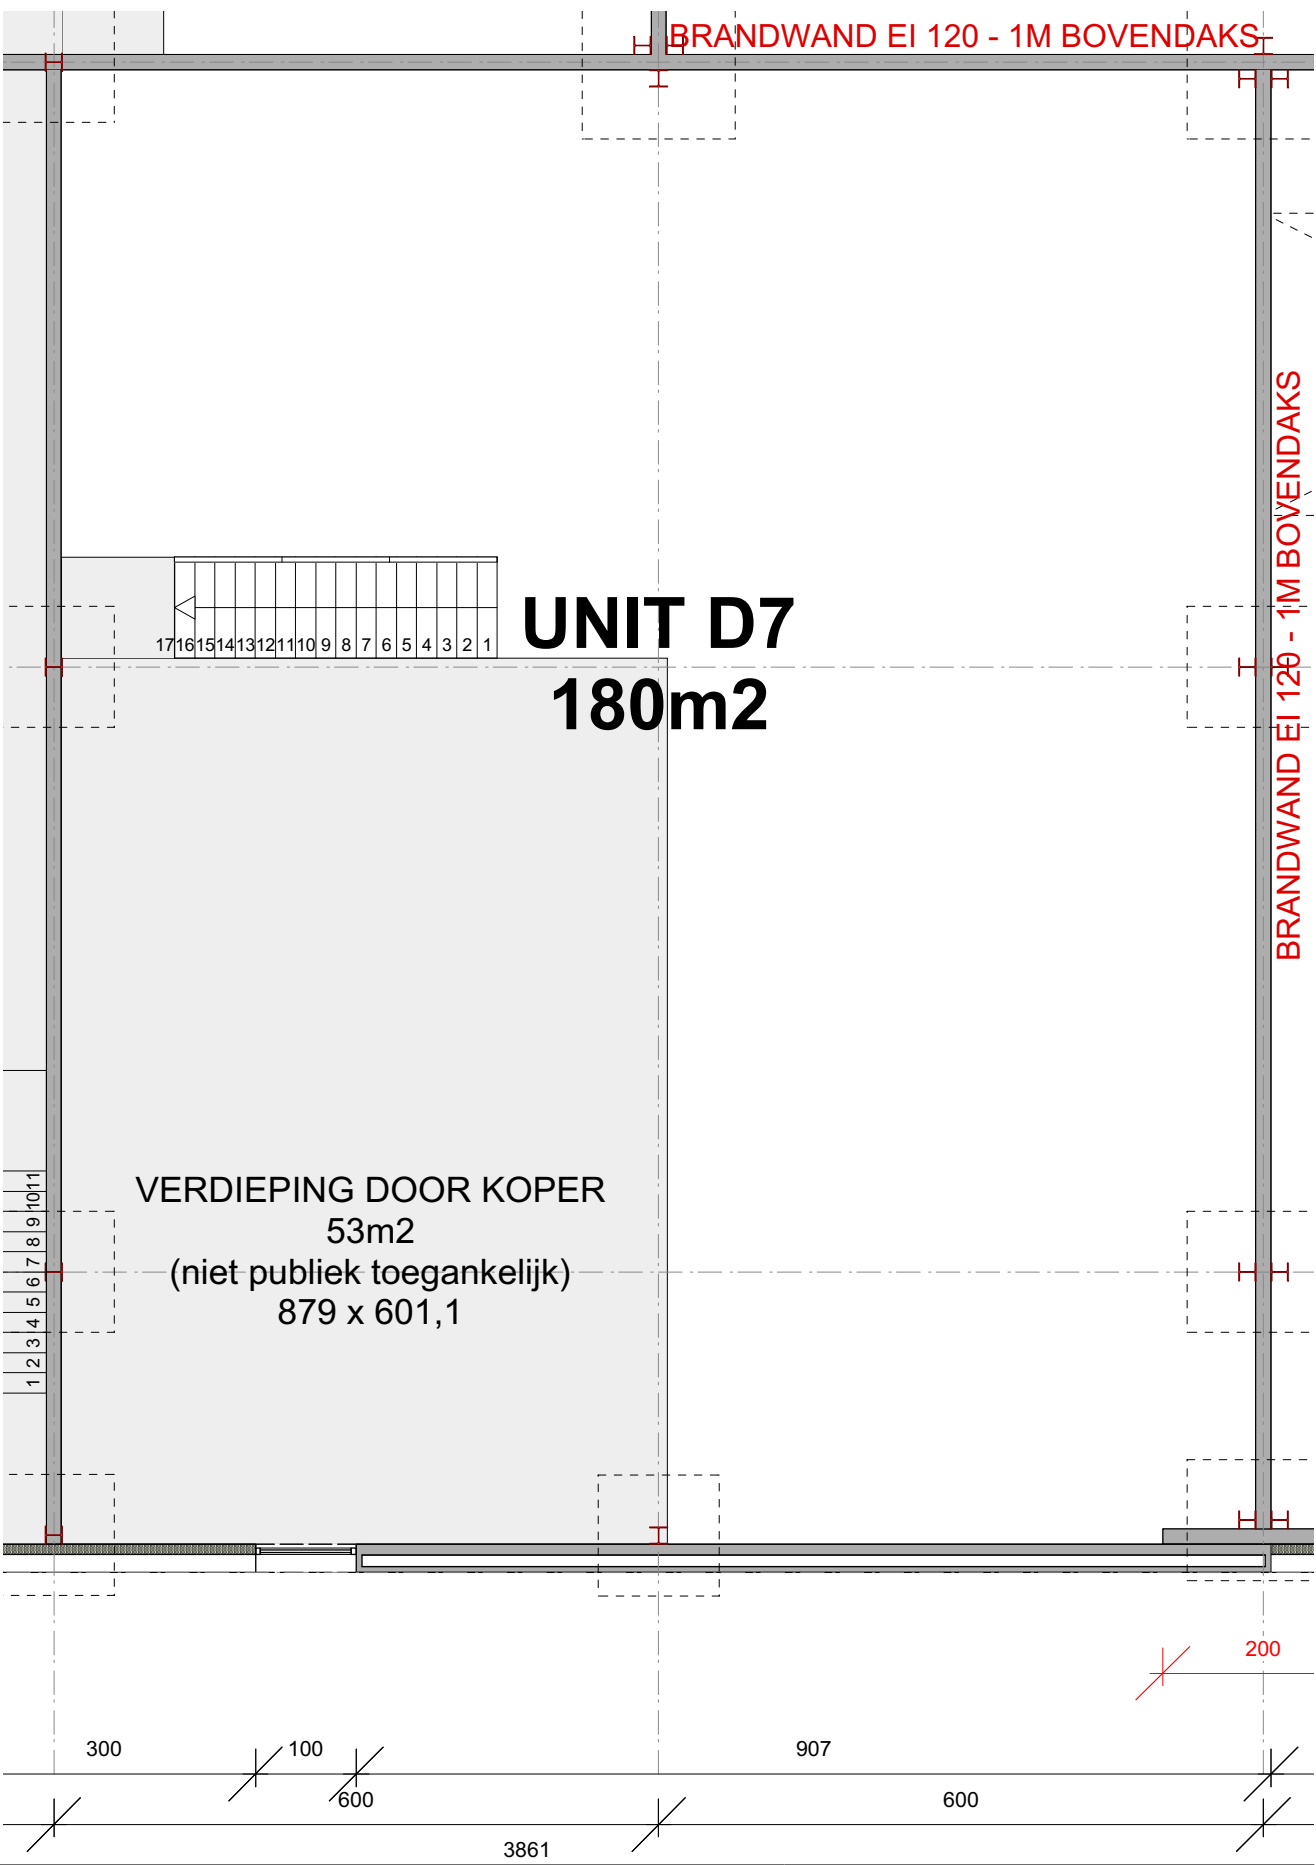 BRANDWAND EI 120 - 1M BOVENDAKS
BRANDWAND EI 120 - 1M BOVENDAKS
17 16 15 14 13 12 11 10 9 8 7 6 5 4 3 2 1
UNIT D7
180m2
11 10 9 8 7 6 5 4 3 2 1
VERDIEPING DOOR KOPER
53m2
(niet publiek toegankelijk)
879 x 601,1
200
300 100 907
600 600
3861